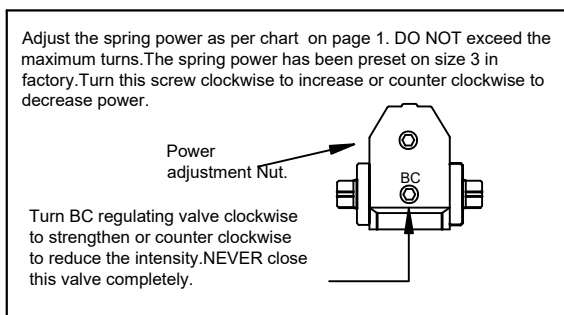 Adjust the spring power as per chart on page 1. DO NOT exceed the
maximum turns.The spring power has been preset on size 3 in
factory.Turn this screw clockwise to increase or counter clockwise to
decrease power.
Power
adjustment Nut.
BC
Turn BC regulating valve clockwise
to strengthen or counter clockwise
to reduce the intensity.NEVER close
this valve completely.